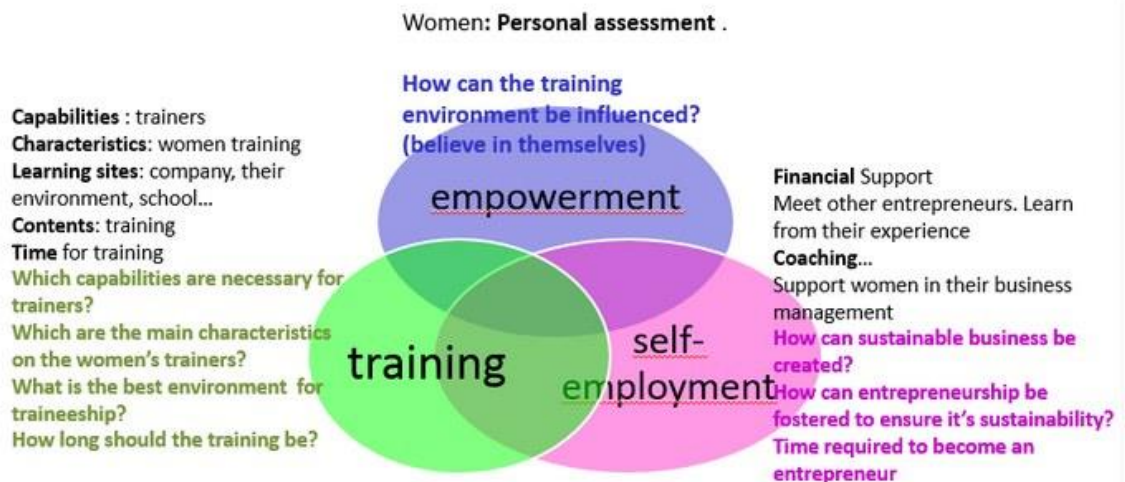 Women: Personal assessment .
How can the training
environment be influenced?
(believe in themselves)
empowerment
Capabilities : trainers
Characteristics: women training
Learning sites: company, their
environment, school...
Contents: training
Time for training
Which capabilities are necessary for
trainers?
Which are the main characteristics
on the women's trainers?
What is the best environment for
traineeship?
How long should the training be?
training
self-
employment
Financial Support
Meet other entrepreneurs. Learn
from their experience
Coaching...
Support women in their business
management
How can sustainable business be
created?
How can entrepreneurship be
fostered to ensure it's sustainability?
Time required to become an
entrepreneur